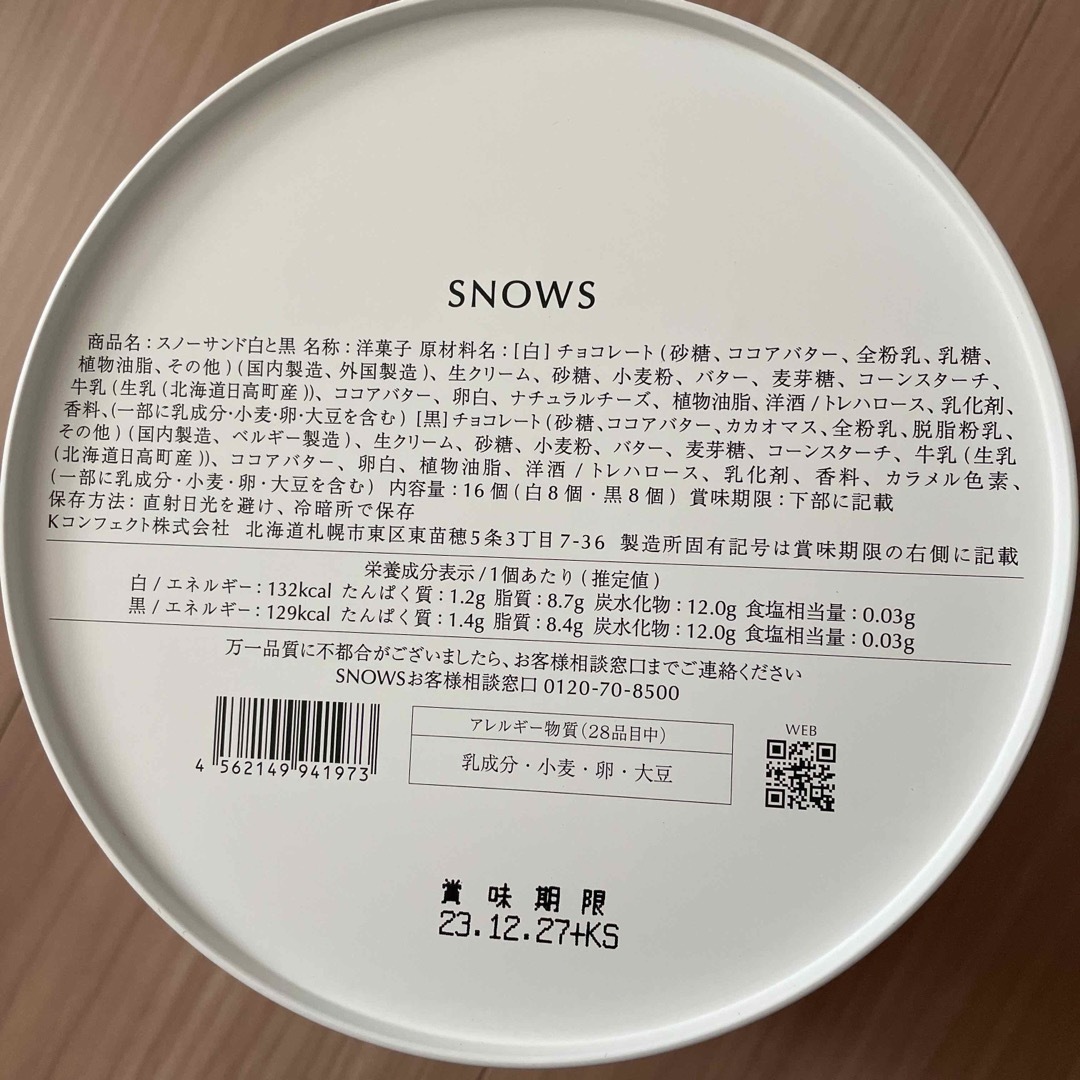 SNOWS
商品名：スノーサンド白と黒 名称：洋菓子 原材料名：[白]チョコレート(砂糖、ココアバター、全粉乳、乳糖、
植物油脂、その他)(国内製造、外国製造)、生クリーム、砂糖、小麦粉、バター、麦芽糖、コーンスターチ、
牛乳(生乳(北海道日高町産))、ココアバター、卵白、ナチュラルチーズ、植物油脂、洋酒/トレハロース、乳化剤、
香料、(一部に乳成分・小麦・卵・大豆を含む)[黒]チョコレート(砂糖、ココアバター、カカオマス、全粉乳、脱脂粉乳、
その他)(国内製造、ベルギー製造)、生クリーム、砂糖、小麦粉、バター、麦芽糖、コーンスターチ、牛乳(生乳
(北海道日高町産))、ココアバター、卵白、植物油脂、洋酒/トレハロース、乳化剤、香料、カラメル色素、
(一部に乳成分・小麦・卵・大豆を含む) 内容量：16個(白8個・黒8個) 賞味期限：下部に記載
保存方法：直射日光を避け、冷暗所で保存
Kコンフェクト株式会社 北海道札幌市東区東苗穂5条3丁目7-36 製造所固有記号は賞味期限の右側に記載
栄養成分表示/1個あたり(推定値)
白/エネルギー：132kcal たんぱく質：1.2g 脂質：8.7g 炭水化物：12.0g 食塩相当量：0.03g
黒/エネルギー：129kcal たんぱく質：1.4g 脂質：8.4g 炭水化物：12.0g 食塩相当量：0.03g
万一品質に不都合がございましたら、お客様相談窓口までご連絡ください
SNOWSお客様相談窓口 0120-70-8500
4 562149 941973
アレルギー物質(28品目中)
乳成分・小麦・卵・大豆
WEB
賞味期限
23.12.27+KS